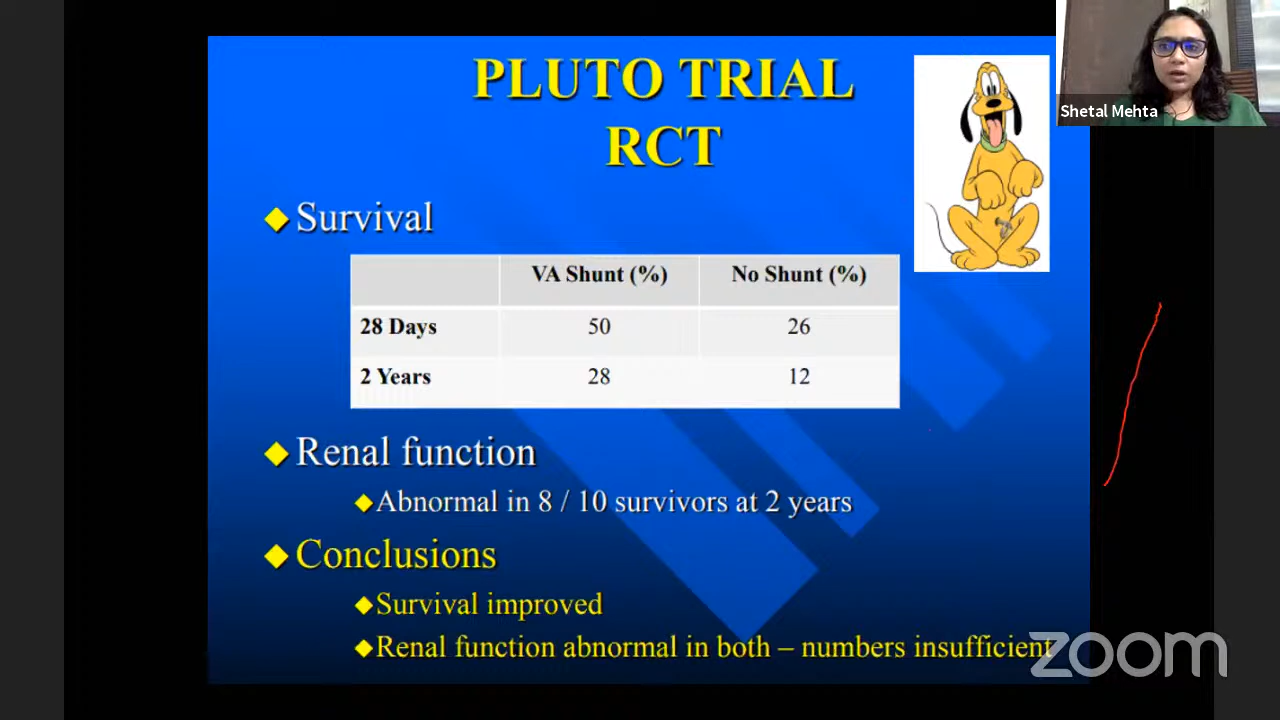 PLUTO TRIAL
RCT
Shetal Mehta
Survival
VA Shunt (%) No Shunt (%)
28 Days 50 26
2 Years 28 12
Renal function
Abnormal in 8 / 10 survivors at 2 years
Conclusions
Survival improved
Renal function abnormal in both – numbers insufficient
zoom